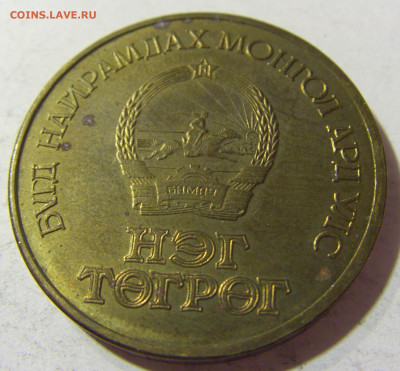 COINS.LAVE.RU
БҮГД НАЙРАМДАХ МОНГОЛ АРД УЛС
БНМАУ
НЭГ
ТӨГРӨГ